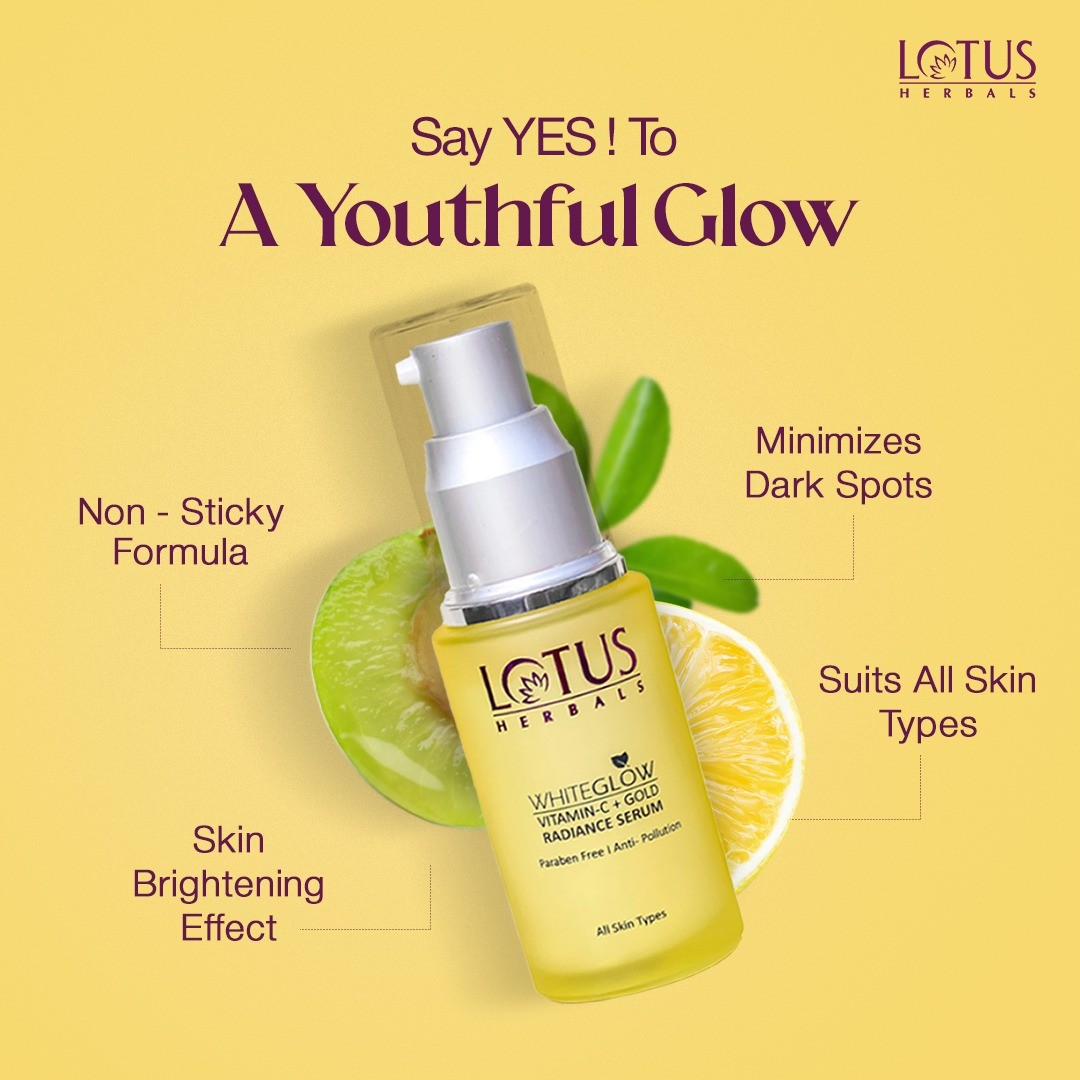 LOTUS
HERBALS
Say YES ! To
A Youthful Glow
Minimizes
Dark Spots
Non - Sticky
Formula
Suits All Skin
Types
Skin
Brightening
Effect
LOTUS
HERBALS
WHITEGLOW
VITAMIN-C + GOLD
RADIANCE SERUM
Paraben Free I Anti- Pollution
All Skin Types